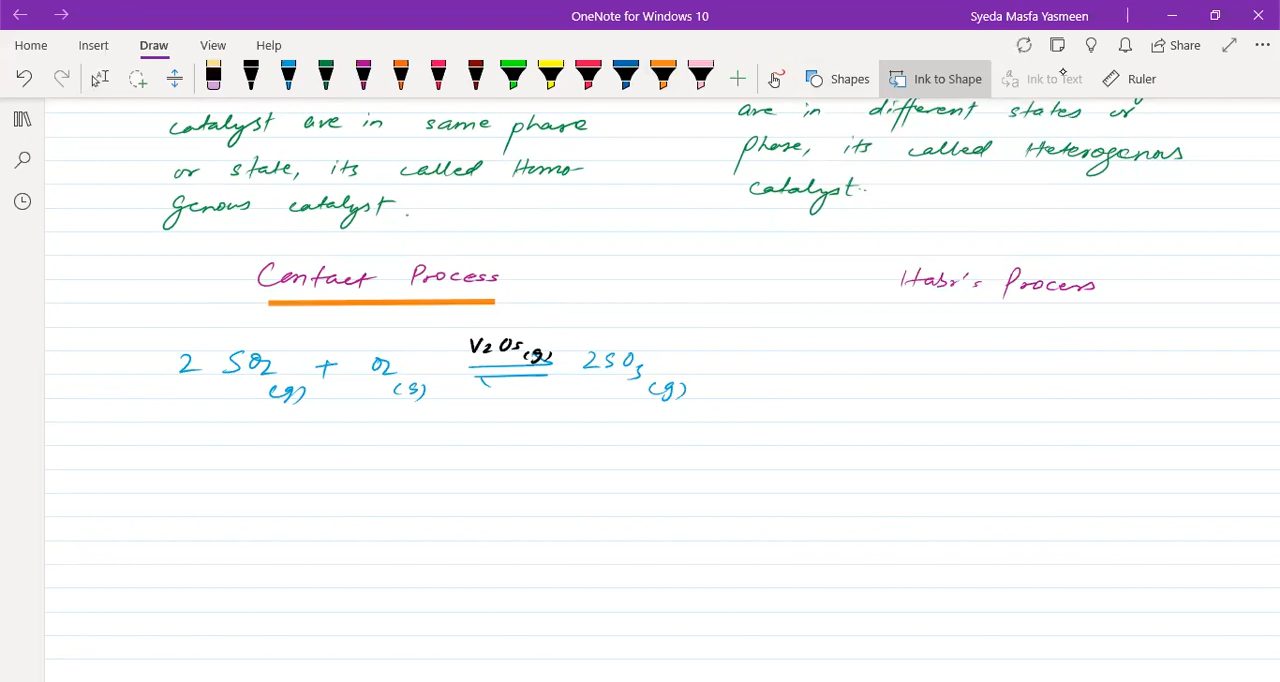 OneNote for Windows 10
Syeda Masfa Yasmeen
Home Insert Draw View Help
Share
Shapes
Ink to Shape
Ink to Text
Ruler
catalyst are in same phase
or state, its called Homo
genous catalyst.
are in different states or
phase, its called Heterogenous
catalyst.
Contact Process
Habr's Process
2 SO2 (g) + O2 (g) V2O5 (g) 2SO3 (g)